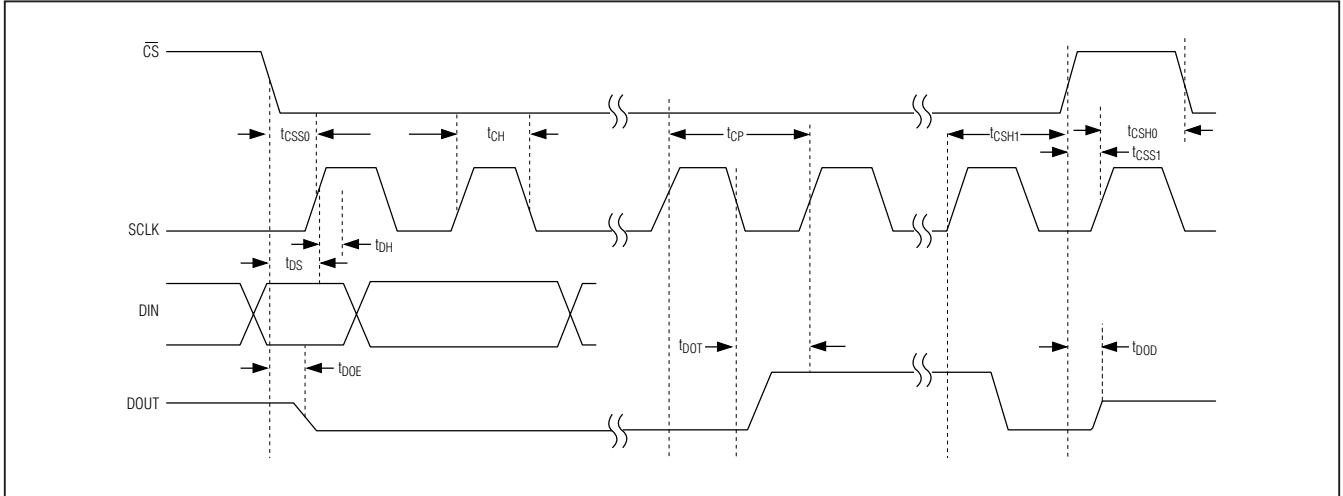 CS
tCSS0
tCH
tCP
tCSH1
tCSH0
tCSS1
SCLK
tDH
tDS
DIN
tDOT
tDOD
tDOE
DOUT